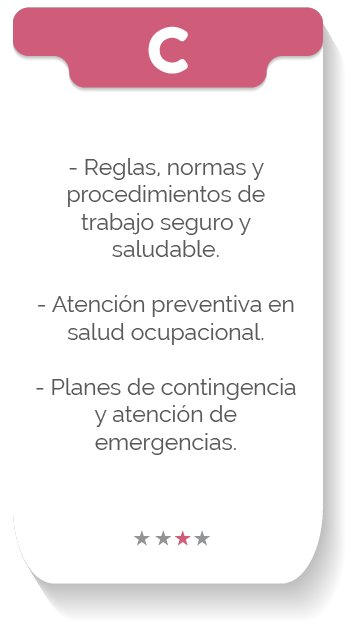 C
- Reglas, normas y
procedimientos de
trabajo seguro y
saludable.
- Atención preventiva en
salud ocupacional.
- Planes de contingencia
y atención de
emergencias.